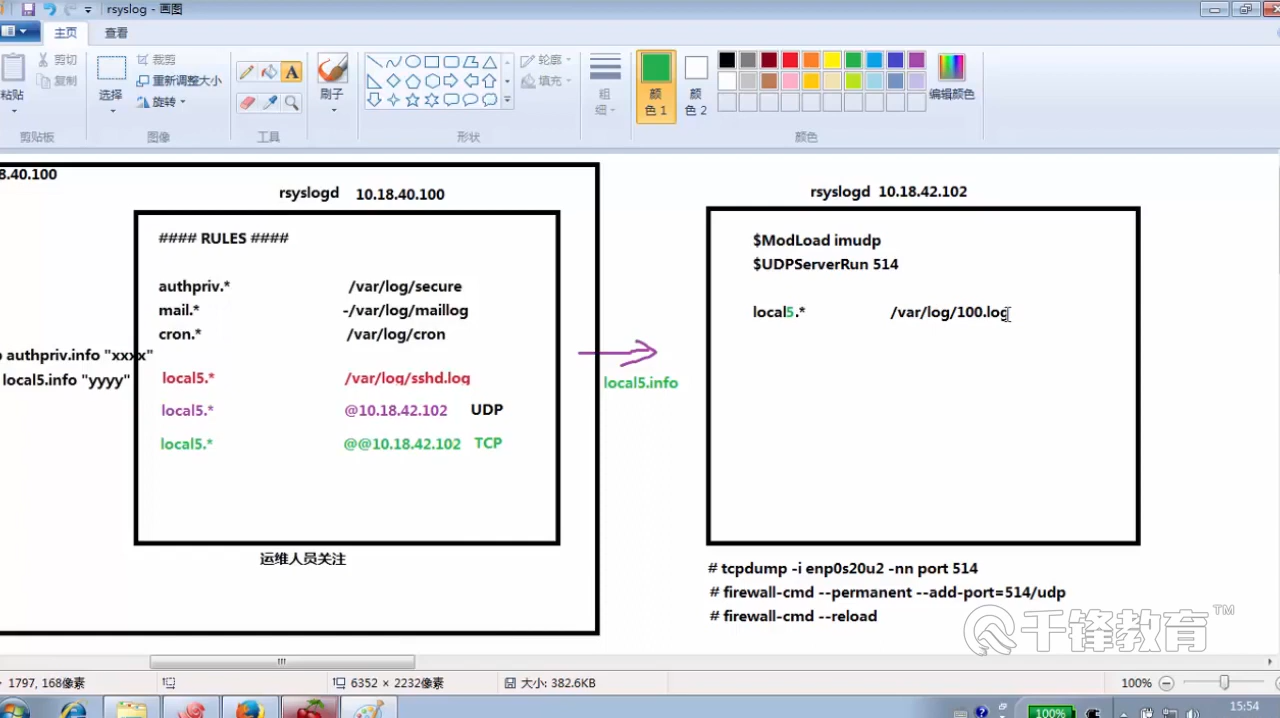 rsyslog - 画图
主页
查看
粘贴
剪切
复制
剪贴板
选择
裁剪
重新调整大小
旋转
图像
A
工具
刷子
轮廓
填充
形状
粗细
颜色 1
颜色 2
编辑颜色
颜色
8.40.100
rsyslogd 10.18.40.100
#### RULES ####
authpriv.* /var/log/secure
mail.* -/var/log/maillog
cron.* /var/log/cron
authpriv.info "xxxx"
local5.info "yyyy"
local5.* /var/log/sshd.log
local5.* @10.18.42.102 UDP
local5.* @@10.18.42.102 TCP
运维人员关注
local5.info
rsyslogd 10.18.42.102
$ModLoad imudp
$UDPServerRun 514
local5.* /var/log/100.log
# tcpdump -i enp0s20u2 -nn port 514
# firewall-cmd --permanent --add-port=514/udp
# firewall-cmd --reload
千锋教育™
1797, 168像素
6352 × 2232像素
大小: 382.6KB
100%
100%
15:54